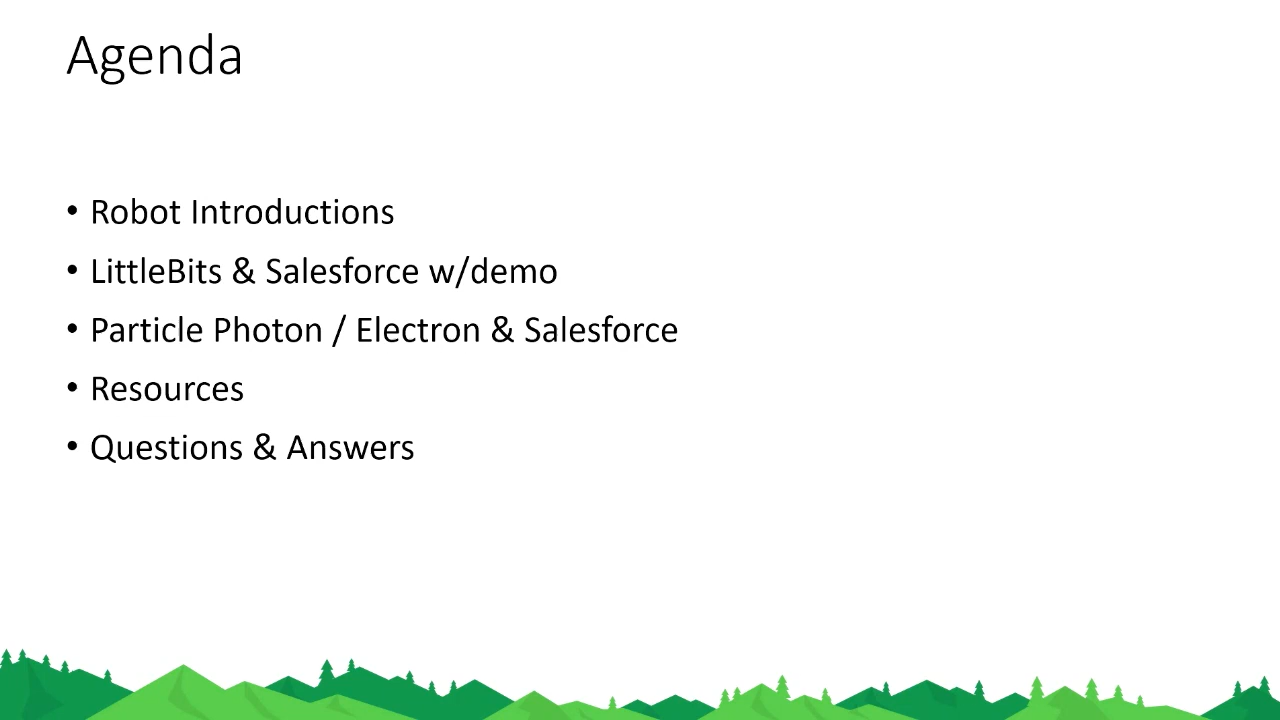 Agenda
• Robot Introductions
• LittleBits & Salesforce w/demo
• Particle Photon / Electron & Salesforce
• Resources
• Questions & Answers